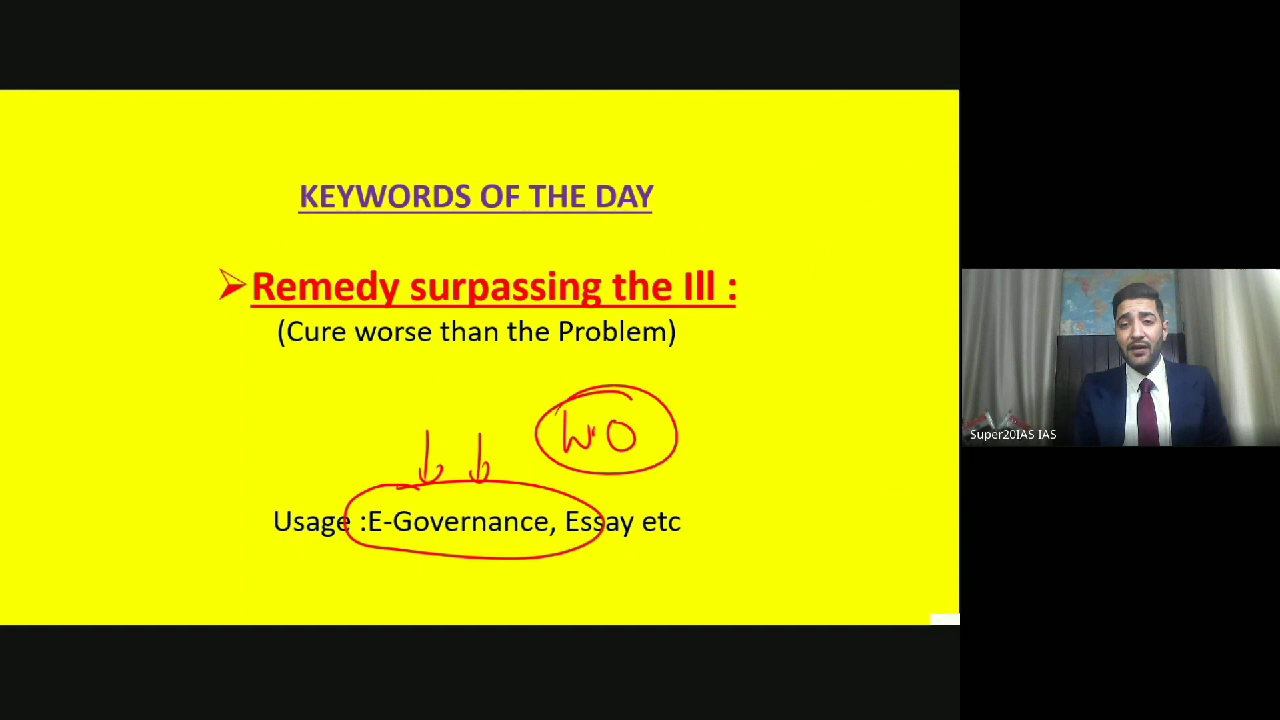 KEYWORDS OF THE DAY
➢Remedy surpassing the Ill :
(Cure worse than the Problem)
Usage :E-Governance, Essay etc
Super20IAS IAS